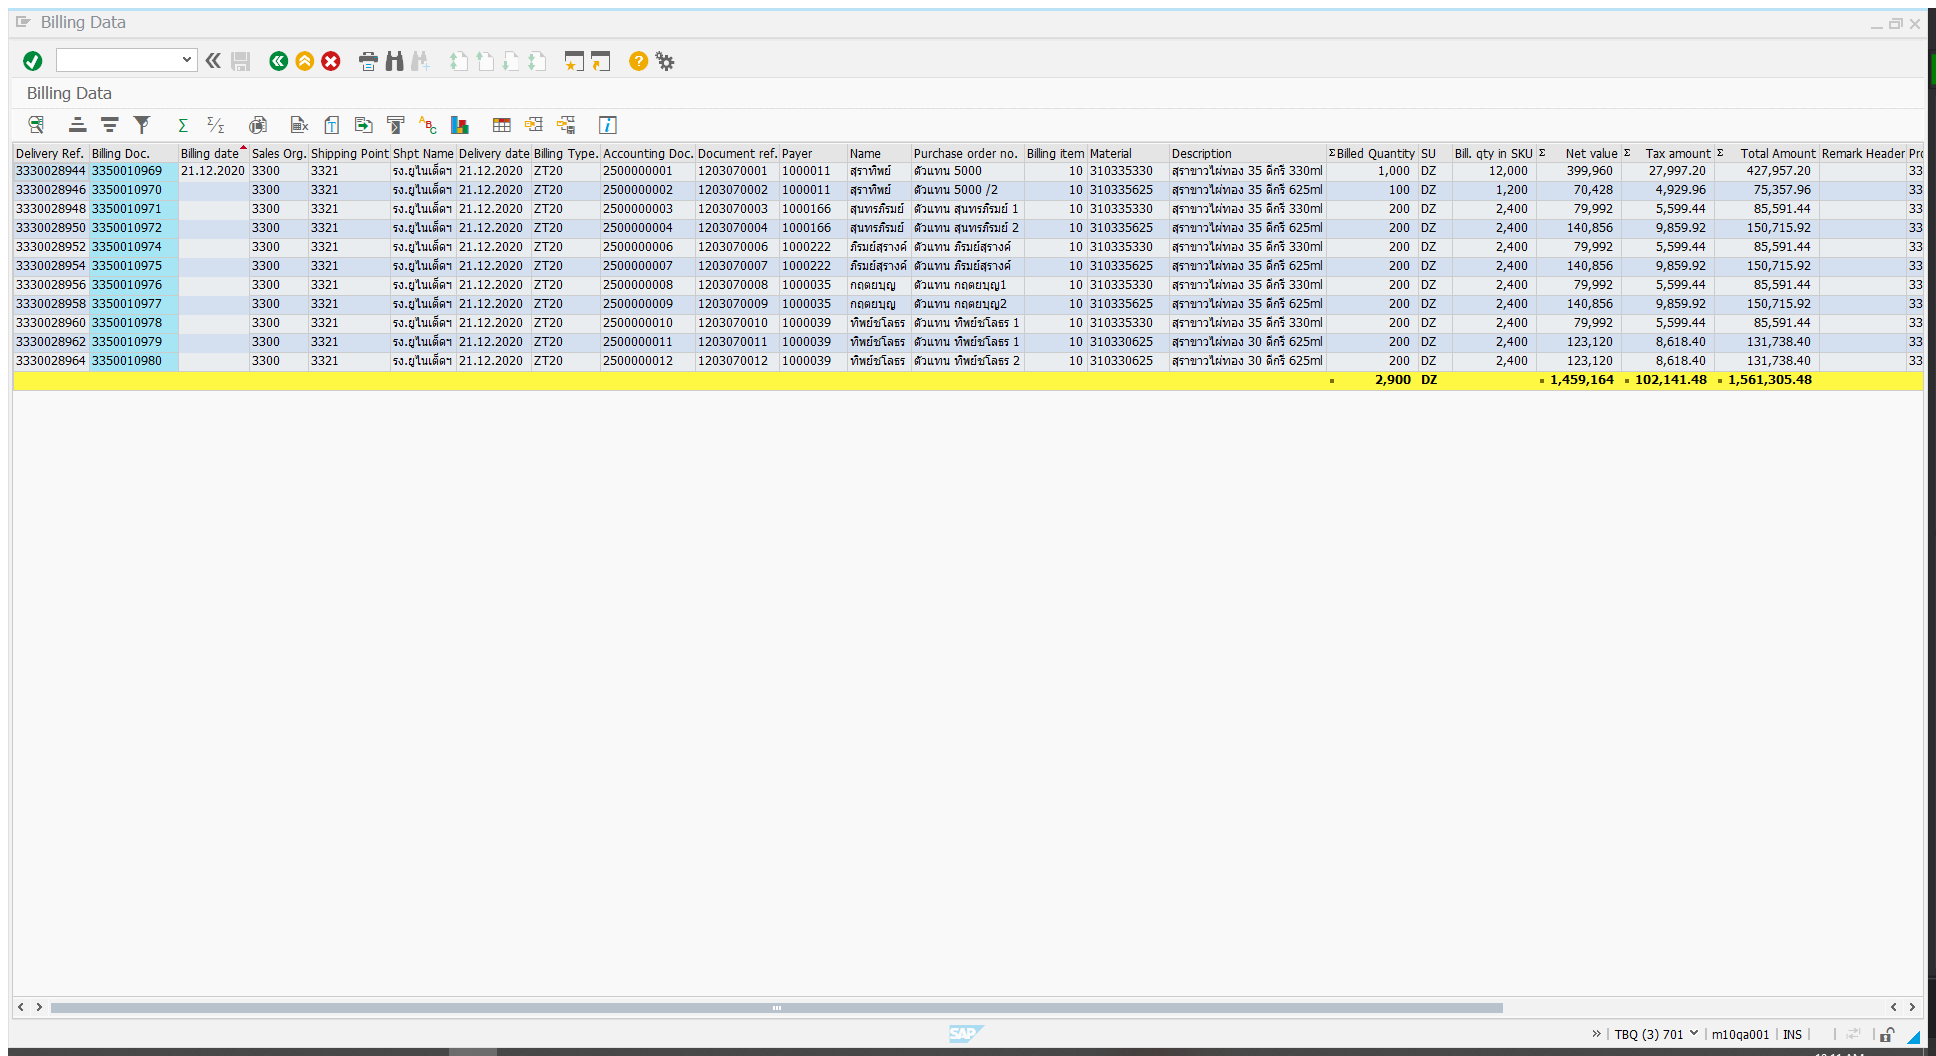 Billing Data
Billing Data
Delivery Ref. Billing Doc. Billing date Sales Org. Shipping Point Shpt Name Delivery date Billing Type. Accounting Doc. Document ref. Payer Name Purchase order no. Billing item Material Description Σ Billed Quantity SU Bill. qty in SKU Σ Net value Σ Tax amount Σ Total Amount Remark Header Pro
3330028944 3350010969 21.12.2020 3300 3321 รง.ยูไนเต็ดฯ 21.12.2020 ZT20 2500000001 1203070001 1000011 สุราทิพย์ ตัวแทน 5000 10 310335330 สุราขาวไผ่ทอง 35 ดีกรี 330ml 1,000 DZ 12,000 399,960 27,997.20 427,957.20 33
3330028946 3350010970 3300 3321 รง.ยูไนเต็ดฯ 21.12.2020 ZT20 2500000002 1203070002 1000011 สุราทิพย์ ตัวแทน 5000 /2 10 310335625 สุราขาวไผ่ทอง 35 ดีกรี 625ml 100 DZ 1,200 70,428 4,929.96 75,357.96 33
3330028948 3350010971 3300 3321 รง.ยูไนเต็ดฯ 21.12.2020 ZT20 2500000003 1203070003 1000166 สุนทรภิรมย์ ตัวแทน สุนทรภิรมย์ 1 10 310335330 สุราขาวไผ่ทอง 35 ดีกรี 330ml 200 DZ 2,400 79,992 5,599.44 85,591.44 33
3330028950 3350010972 3300 3321 รง.ยูไนเต็ดฯ 21.12.2020 ZT20 2500000004 1203070004 1000166 สุนทรภิรมย์ ตัวแทน สุนทรภิรมย์ 2 10 310335625 สุราขาวไผ่ทอง 35 ดีกรี 625ml 200 DZ 2,400 140,856 9,859.92 150,715.92 33
3330028952 3350010974 3300 3321 รง.ยูไนเต็ดฯ 21.12.2020 ZT20 2500000006 1203070006 1000222 ภิรมย์สุรางค์ ตัวแทน ภิรมย์สุรางค์ 10 310335330 สุราขาวไผ่ทอง 35 ดีกรี 330ml 200 DZ 2,400 79,992 5,599.44 85,591.44 33
3330028954 3350010975 3300 3321 รง.ยูไนเต็ดฯ 21.12.2020 ZT20 2500000007 1203070007 1000222 ภิรมย์สุรางค์ ตัวแทน ภิรมย์สุรางค์ 10 310335625 สุราขาวไผ่ทอง 35 ดีกรี 625ml 200 DZ 2,400 140,856 9,859.92 150,715.92 33
3330028956 3350010976 3300 3321 รง.ยูไนเต็ดฯ 21.12.2020 ZT20 2500000008 1203070008 1000035 กฤตยบุญ ตัวแทน กฤตยบุญ1 10 310335330 สุราขาวไผ่ทอง 35 ดีกรี 330ml 200 DZ 2,400 79,992 5,599.44 85,591.44 33
3330028958 3350010977 3300 3321 รง.ยูไนเต็ดฯ 21.12.2020 ZT20 2500000009 1203070009 1000035 กฤตยบุญ ตัวแทน กฤตยบุญ2 10 310335625 สุราขาวไผ่ทอง 35 ดีกรี 625ml 200 DZ 2,400 140,856 9,859.92 150,715.92 33
3330028960 3350010978 3300 3321 รง.ยูไนเต็ดฯ 21.12.2020 ZT20 2500000010 1203070010 1000039 ทิพย์ชโลธร ตัวแทน ทิพย์ชโลธร 1 10 310335330 สุราขาวไผ่ทอง 35 ดีกรี 330ml 200 DZ 2,400 79,992 5,599.44 85,591.44 33
3330028962 3350010979 3300 3321 รง.ยูไนเต็ดฯ 21.12.2020 ZT20 2500000011 1203070011 1000039 ทิพย์ชโลธร ตัวแทน ทิพย์ชโลธร 1 10 310330625 สุราขาวไผ่ทอง 30 ดีกรี 625ml 200 DZ 2,400 123,120 8,618.40 131,738.40 33
3330028964 3350010980 3300 3321 รง.ยูไนเต็ดฯ 21.12.2020 ZT20 2500000012 1203070012 1000039 ทิพย์ชโลธร ตัวแทน ทิพย์ชโลธร 2 10 310330625 สุราขาวไผ่ทอง 30 ดีกรี 625ml 200 DZ 2,400 123,120 8,618.40 131,738.40 33
2,900 DZ 1,459,164 102,141.48 1,561,305.48
SAP
TBQ (3) 701 m10qa001 INS